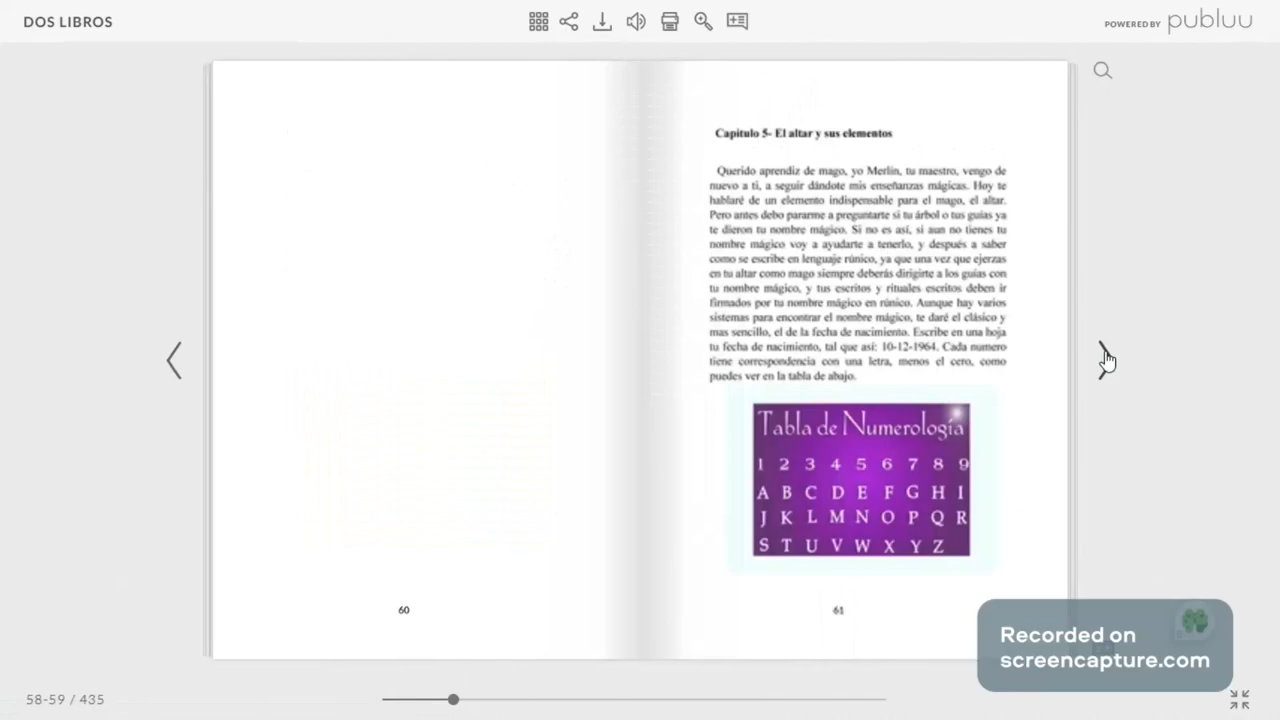 DOS LIBROS
POWERED BY publuu
Capitulo 5- El altar y sus elementos
Querido aprendiz de mago, yo Merlín, tu maestro, vengo de
nuevo a ti, a seguir dándote mis enseñanzas mágicas. Hoy te
hablaré de un elemento indispensable para el mago, el altar.
Pero antes debo pararme a preguntarte si tu árbol o tus guías ya
te dieron tu nombre mágico. Si no es así, si aun no tienes tu
nombre mágico voy a ayudarte a tenerlo, y después a saber
como se escribe en lenguaje rúnico, ya que una vez que ejerzas
en tu altar como mago siempre deberás dirigirte a los guías con
tu nombre mágico, y tus escritos y rituales escritos deben ir
firmados por tu nombre mágico en rúnico. Aunque hay varios
sistemas para encontrar el nombre mágico, te daré el clásico y
mas sencillo, el de la fecha de nacimiento. Escribe en una hoja
tu fecha de nacimiento, tal que así: 10-12-1964. Cada numero
tiene correspondencia con una letra, menos el cero, como
puedes ver en la tabla de abajo.
Tabla de Numerología
1 2 3 4 5 6 7 8 9
A B C D E F G H I
J K L M N O P Q R
S T U V W X Y Z
60
61
Recorded on
screencapture.com
58-59 / 435